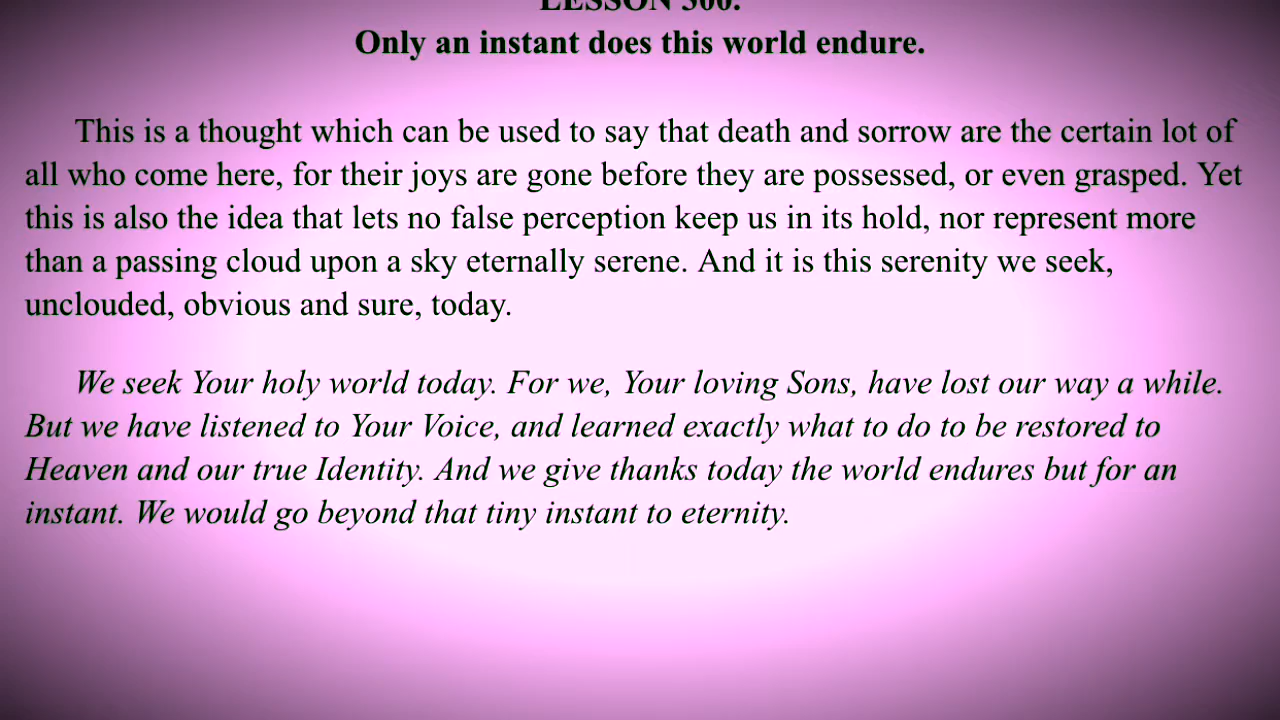 LESSON 300.
Only an instant does this world endure.
This is a thought which can be used to say that death and sorrow are the certain lot of
all who come here, for their joys are gone before they are possessed, or even grasped. Yet
this is also the idea that lets no false perception keep us in its hold, nor represent more
than a passing cloud upon a sky eternally serene. And it is this serenity we seek,
unclouded, obvious and sure, today.
We seek Your holy world today. For we, Your loving Sons, have lost our way a while.
But we have listened to Your Voice, and learned exactly what to do to be restored to
Heaven and our true Identity. And we give thanks today the world endures but for an
instant. We would go beyond that tiny instant to eternity.